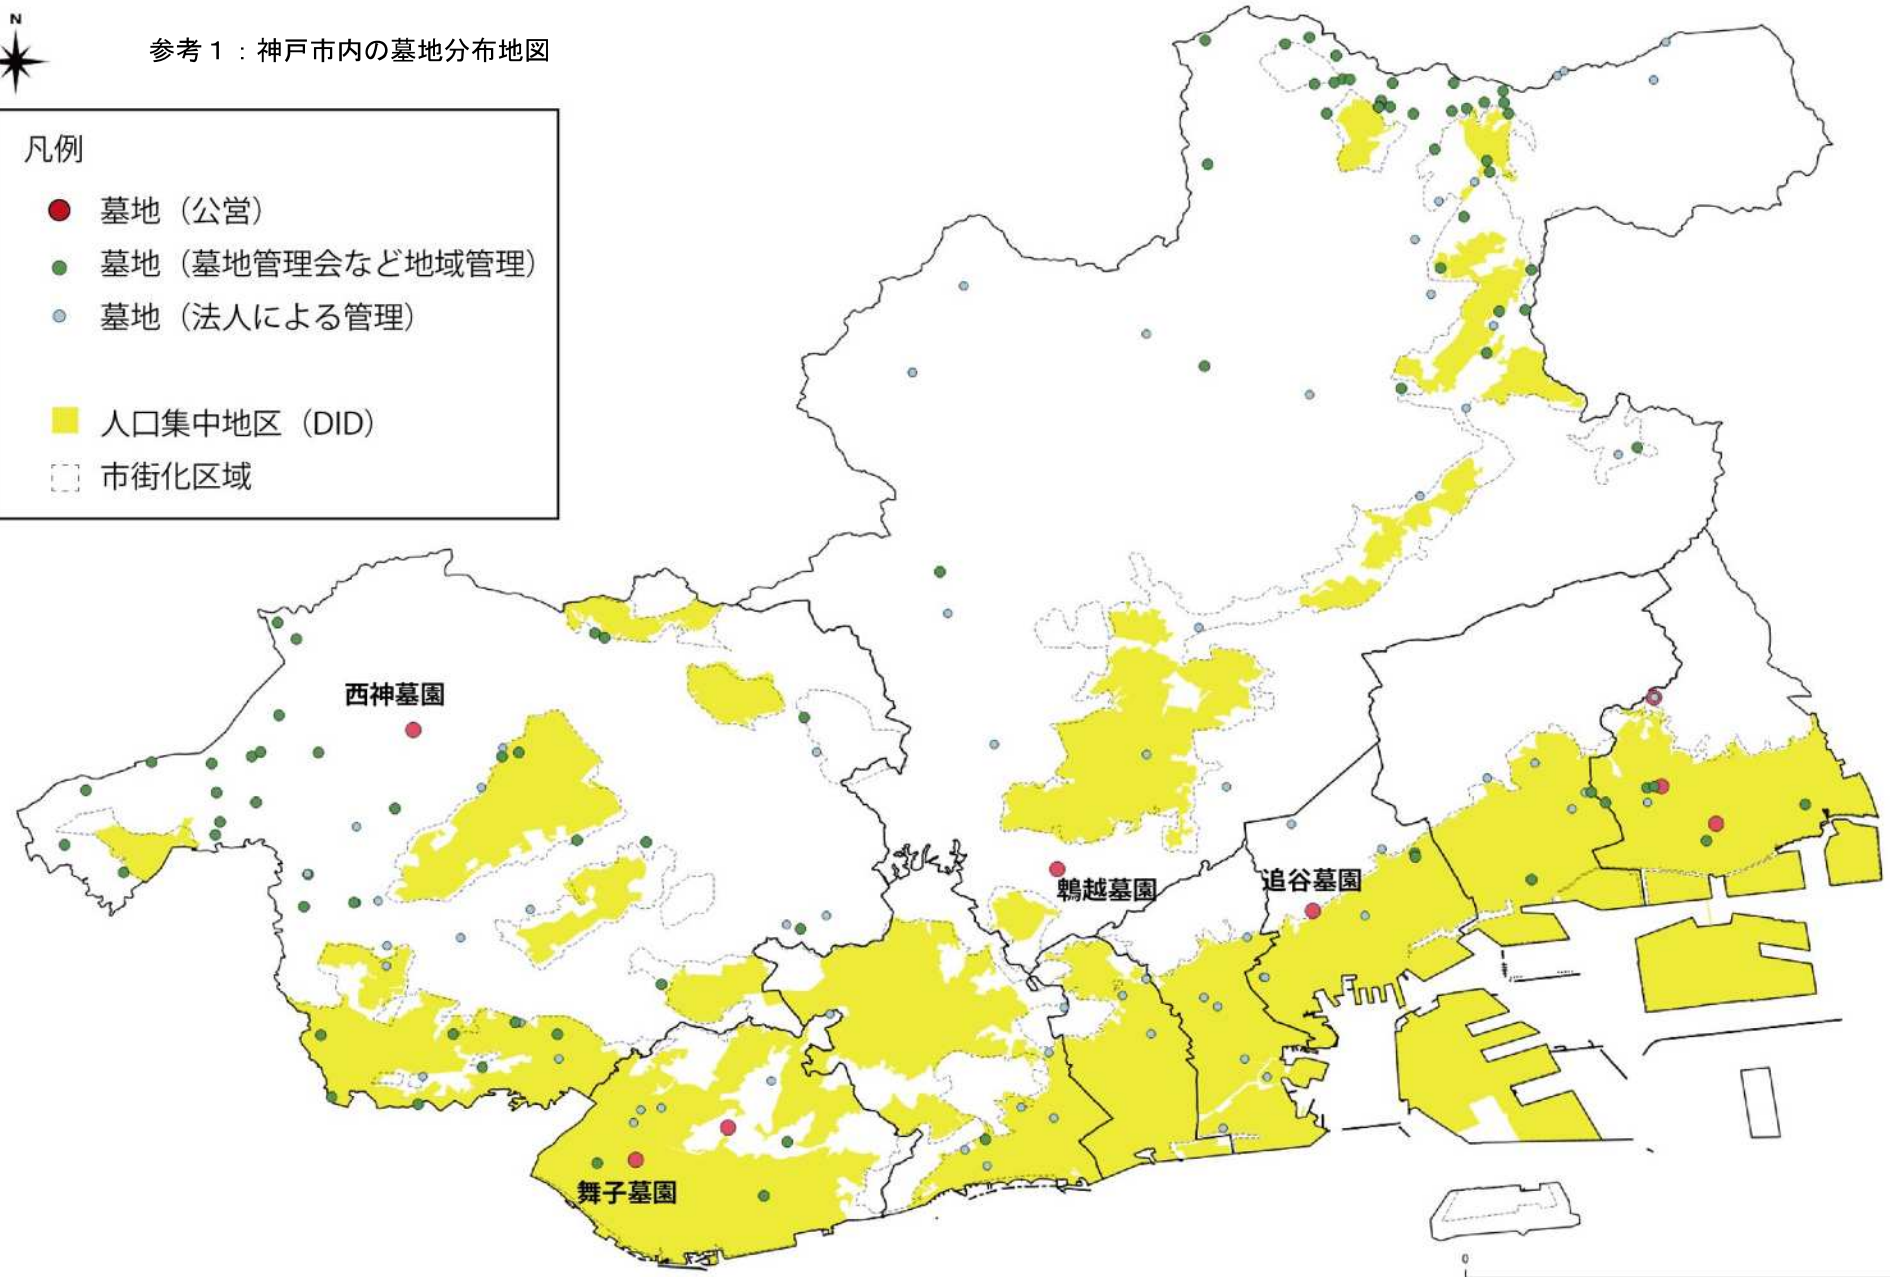 N
参考１：神戸市内の墓地分布地図
凡例
墓地（公営）
墓地（墓地管理会など地域管理）
墓地（法人による管理）
人口集中地区（DID）
市街化区域
西神墓園
鵯越墓園
追谷墓園
舞子墓園
0